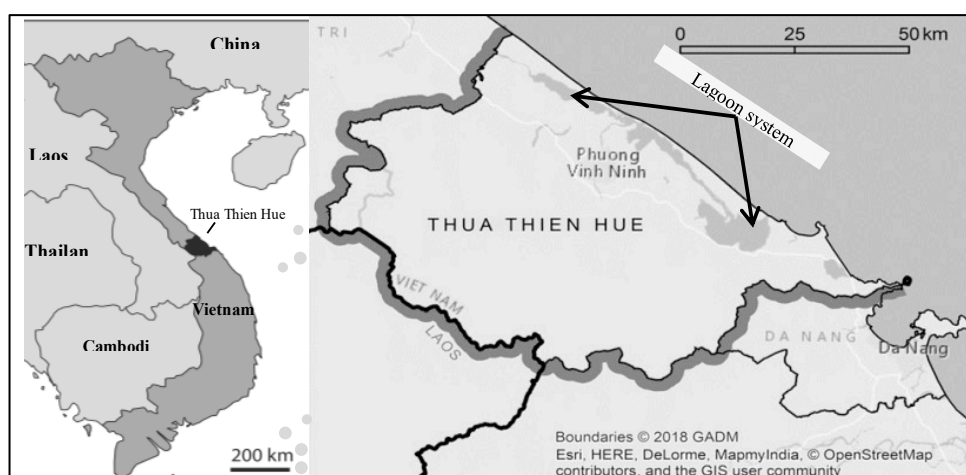 China
Laos
Thua Thien Hue
Thailan
Vietnam
Cambodi
200 km
TRI
0 25 50 km
Lagoon system
Phuong
Vinh Ninh
THUA THIEN HUE
VIET NAM
LAOS
DA NANG
Da Nang
Boundaries © 2018 GADM
Esri, HERE, DeLorme, MapmyIndia, © OpenStreetMap
contributors, and the GIS user community